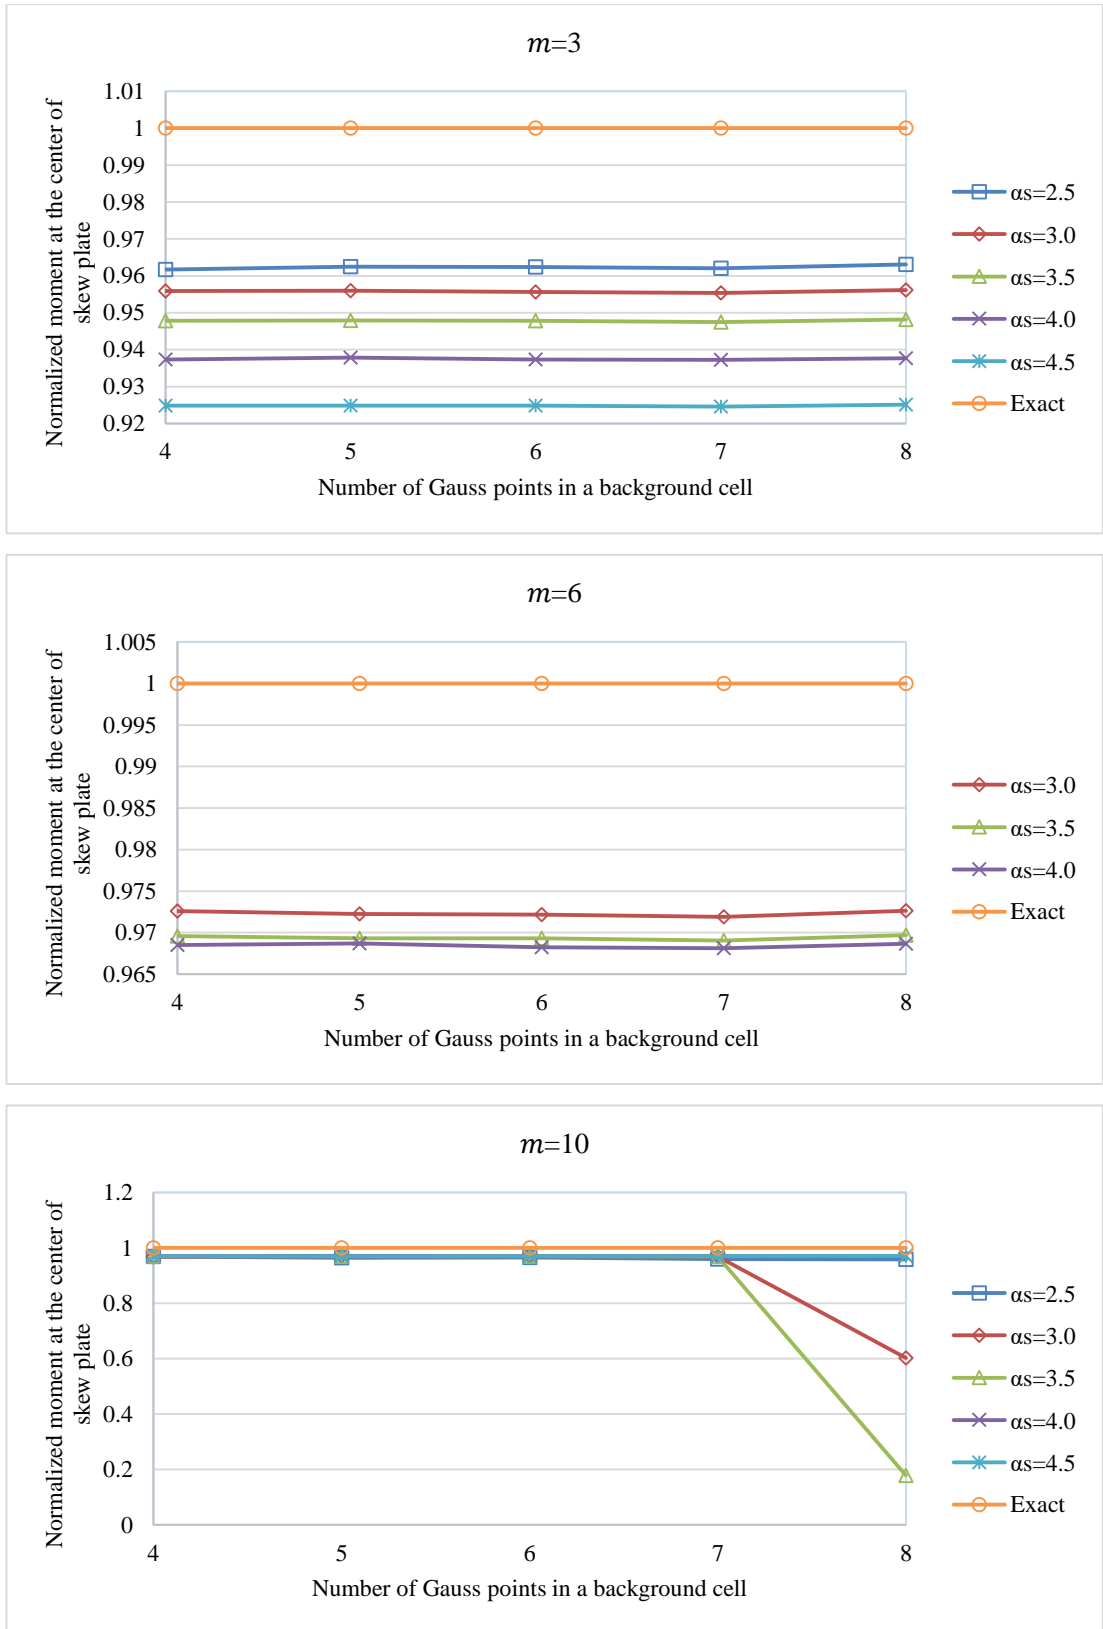 m=3
Normalized moment at the center of
skew plate
1.01
1
0.99
0.98
0.97
0.96
0.95
0.94
0.93
0.92
4 5 6 7 8
Number of Gauss points in a background cell
αs=2.5
αs=3.0
αs=3.5
αs=4.0
αs=4.5
Exact
m=6
Normalized moment at the center of
skew plate
1.005
1
0.995
0.99
0.985
0.98
0.975
0.97
0.965
4 5 6 7 8
Number of Gauss points in a background cell
αs=3.0
αs=3.5
αs=4.0
Exact
m=10
Normalized moment at the center of
skew plate
1.2
1
0.8
0.6
0.4
0.2
0
4 5 6 7 8
Number of Gauss points in a background cell
αs=2.5
αs=3.0
αs=3.5
αs=4.0
αs=4.5
Exact